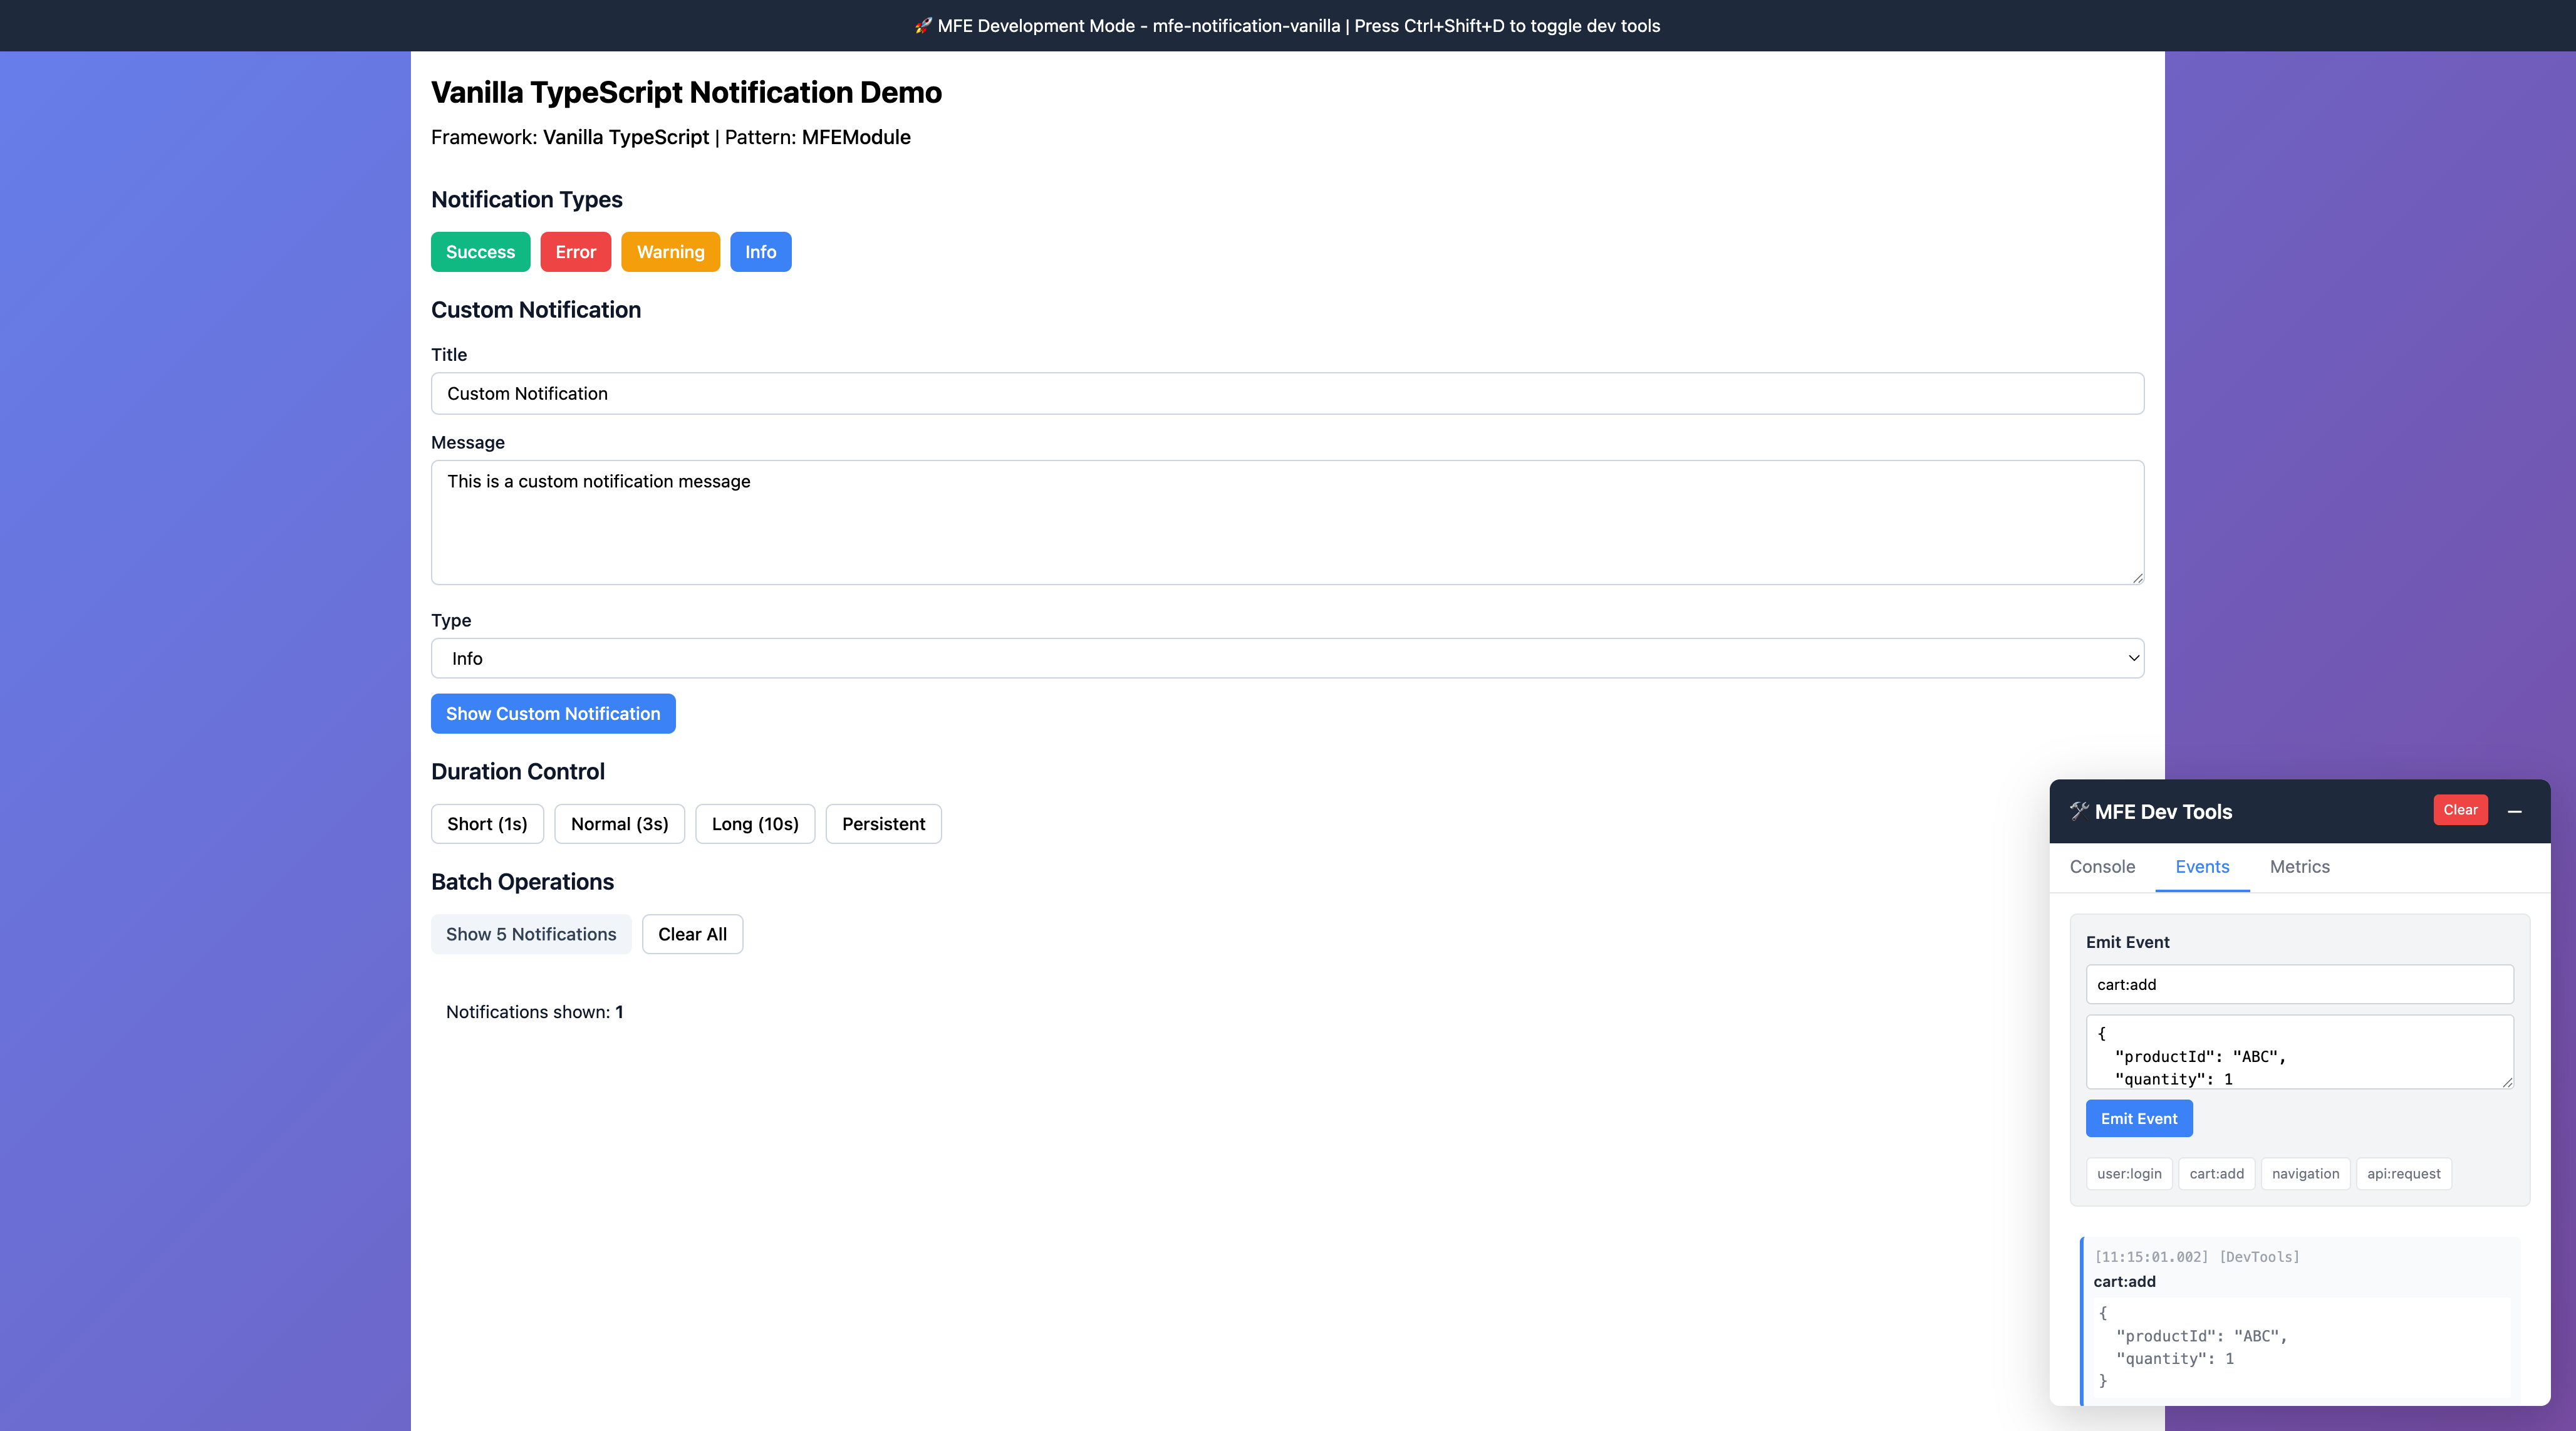 🚀 MFE Development Mode - mfe-notification-vanilla | Press Ctrl+Shift+D to toggle dev tools
Vanilla TypeScript Notification Demo
Framework: Vanilla TypeScript | Pattern: MFEModule
Notification Types
Success Error Warning Info
Custom Notification
Title
Custom Notification
Message
This is a custom notification message
Type
Info
Show Custom Notification
Duration Control
Short (1s) Normal (3s) Long (10s) Persistent
Batch Operations
Show 5 Notifications Clear All
Notifications shown: 1
🛠️ MFE Dev Tools Clear –
Console Events Metrics
Emit Event
cart:add
{
"productId": "ABC",
"quantity": 1
Emit Event
user:login cart:add navigation api:request
[11:15:01.002] [DevTools]
cart:add
{
"productId": "ABC",
"quantity": 1
}